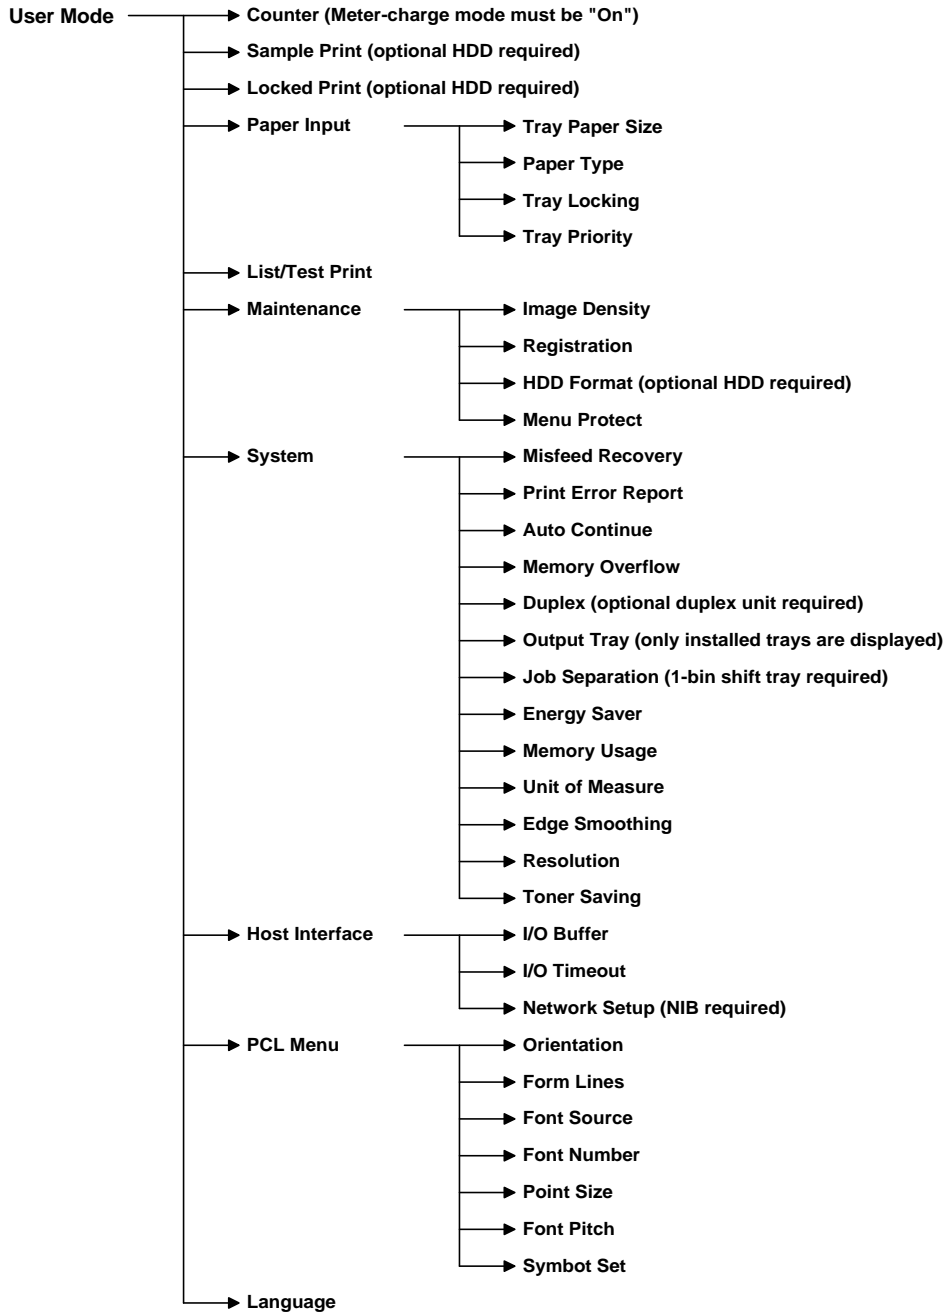 User Mode
Counter (Meter-charge mode must be "On")
Sample Print (optional HDD required)
Locked Print (optional HDD required)
Paper Input
Tray Paper Size
Paper Type
Tray Locking
Tray Priority
List/Test Print
Maintenance
Image Density
Registration
HDD Format (optional HDD required)
Menu Protect
System
Misfeed Recovery
Print Error Report
Auto Continue
Memory Overflow
Duplex (optional duplex unit required)
Output Tray (only installed trays are displayed)
Job Separation (1-bin shift tray required)
Energy Saver
Memory Usage
Unit of Measure
Edge Smoothing
Resolution
Toner Saving
Host Interface
I/O Buffer
I/O Timeout
Network Setup (NIB required)
PCL Menu
Orientation
Form Lines
Font Source
Font Number
Point Size
Font Pitch
Symbot Set
Language